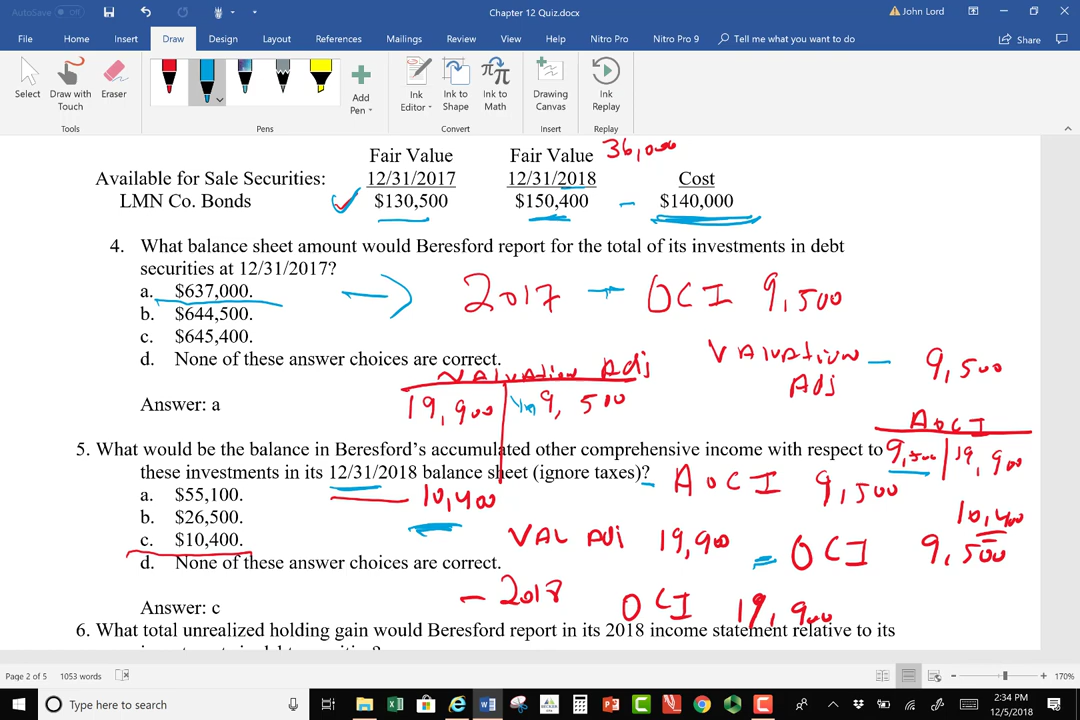 AutoSave Off
Chapter 12 Quiz.docx
John Lord
File Home Insert Draw Design Layout References Mailings Review View Help Nitro Pro Nitro Pro 9 Tell me what you want to do Share
Select
Draw with Touch
Eraser
Add Pen
Ink Editor
Ink to Shape
Ink to Math
Drawing Canvas
Ink Replay
Tools Pens Convert Insert Replay
36,000
Fair Value Fair Value
Available for Sale Securities: 12/31/2017 12/31/2018 Cost
LMN Co. Bonds $130,500 $150,400 – $140,000
4. What balance sheet amount would Beresford report for the total of its investments in debt
securities at 12/31/2017?
a. $637,000.
b. $644,500.
c. $645,400.
d. None of these answer choices are correct.
2017 OCI 9,500
Valuation Adj 9,500
Valuation Adj
19,900 9,500
Answer: a
AOCI
9,500 19,900
10,400
5. What would be the balance in Beresford’s accumulated other comprehensive income with respect to
these investments in its 12/31/2018 balance sheet (ignore taxes)?
AOCI 9,500
a. $55,100.
10,400
b. $26,500.
c. $10,400.
VAL Adj 19,900
OCI 9,500
d. None of these answer choices are correct.
– 2018
OCI 19,900
Answer: c
6. What total unrealized holding gain would Beresford report in its 2018 income statement relative to its
Page 2 of 5 1053 words
170%
Type here to search
2:34 PM
12/5/2018